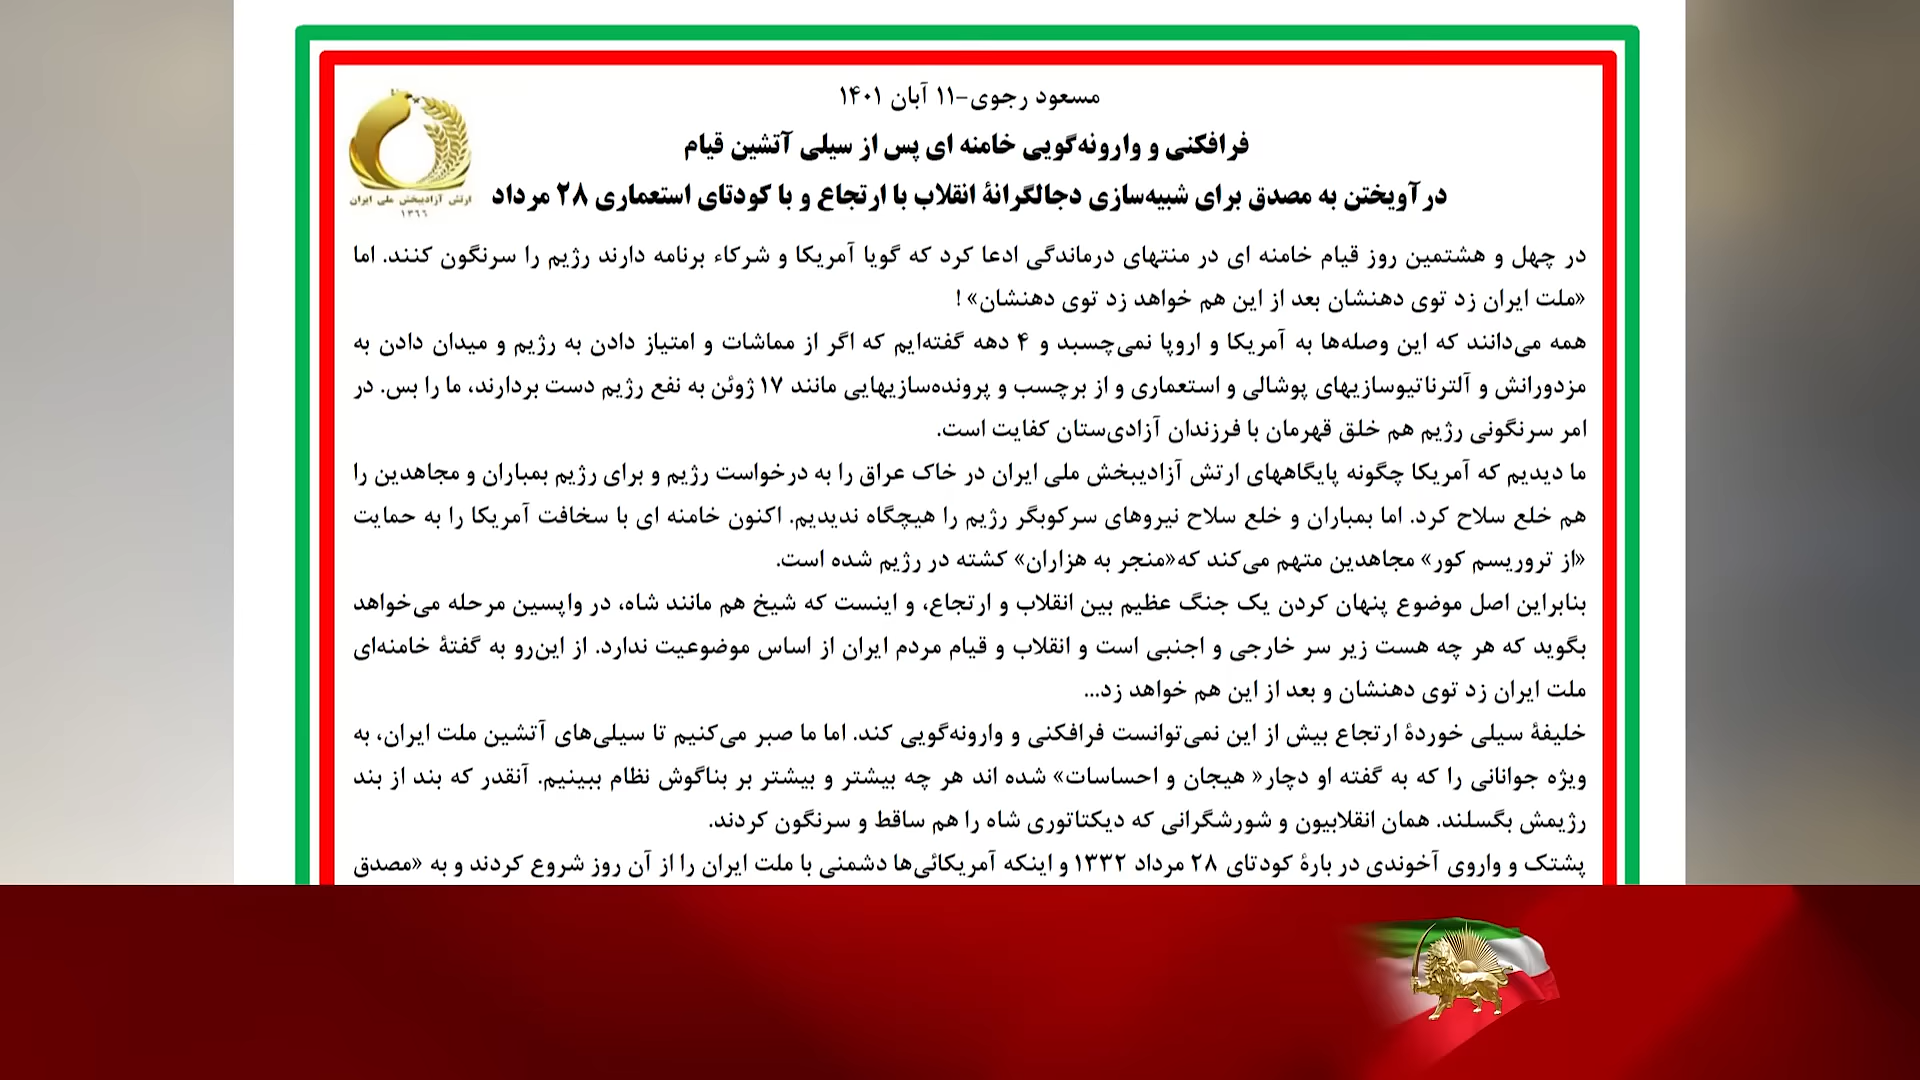 مسعود رجوی-۱۱ آبان ۱۴۰۱
فرافکنی و وارونه‌گویی خامنه ای پس از سیلی آتشین قیام
درآویختن به مصدق برای شبیه‌سازی دجالگرانهٔ انقلاب با ارتجاع و با کودتای استعماری ۲۸ مرداد
ارتش آزادیبخش ملی ایران
۱۳۶۶
در چهل و هشتمین روز قیام خامنه ای در منتهای درماندگی ادعا کرد که گویا آمریکا و شرکاء برنامه دارند رژیم را سرنگون کنند. اما
«ملت ایران زد توی دهنشان بعد از این هم خواهد زد توی دهنشان» !
همه می‌دانند که این وصله‌ها به آمریکا و اروپا نمی‌چسبد و ۴ دهه گفته‌ایم که اگر از مماشات و امتیاز دادن به رژیم و میدان دادن به
مزدورانش و آلترناتیوسازیهای پوشالی و استعماری و از برچسب و پرونده‌سازیهایی مانند ۱۷ ژوئن به نفع رژیم دست بردارند، ما را بس. در
امر سرنگونی رژیم هم خلق قهرمان با فرزندان آزادی‌ستان کفایت است.
ما دیدیم که آمریکا چگونه پایگاههای ارتش آزادیبخش ملی ایران در خاک عراق را به درخواست رژیم و برای رژیم بمباران و مجاهدین را
هم خلع سلاح کرد. اما بمباران و خلع سلاح نیروهای سرکوبگر رژیم را هیچگاه ندیدیم. اکنون خامنه ای با سخافت آمریکا را به حمایت
«از تروریسم کور» مجاهدین متهم می‌کند که«منجر به هزاران» کشته در رژیم شده است.
بنابراین اصل موضوع پنهان کردن یک جنگ عظیم بین انقلاب و ارتجاع، و اینست که شیخ هم مانند شاه، در واپسین مرحله می‌خواهد
بگوید که هر چه هست زیر سر خارجی و اجنبی است و انقلاب و قیام مردم ایران از اساس موضوعیت ندارد. از این‌رو به گفتهٔ خامنه‌ای
ملت ایران زد توی دهنشان و بعد از این هم خواهد زد...
خلیفهٔ سیلی خوردهٔ ارتجاع بیش از این نمی‌توانست فرافکنی و وارونه‌گویی کند. اما ما صبر می‌کنیم تا سیلی‌های آتشین ملت ایران، به
ویژه جوانانی را که به گفته او دچار« هیجان و احساسات» شده اند هر چه بیشتر و بیشتر بر بناگوش نظام ببینیم. آنقدر که بند از بند
رژیمش بگسلند. همان انقلابیون و شورشگرانی که دیکتاتوری شاه را هم ساقط و سرنگون کردند.
پشتک و واروی آخوندی در بارهٔ کودتای ۲۸ مرداد ۱۳۳۲ و اینکه آمریکائی‌ها دشمنی با ملت ایران را از آن روز شروع کردند و به «مصدق